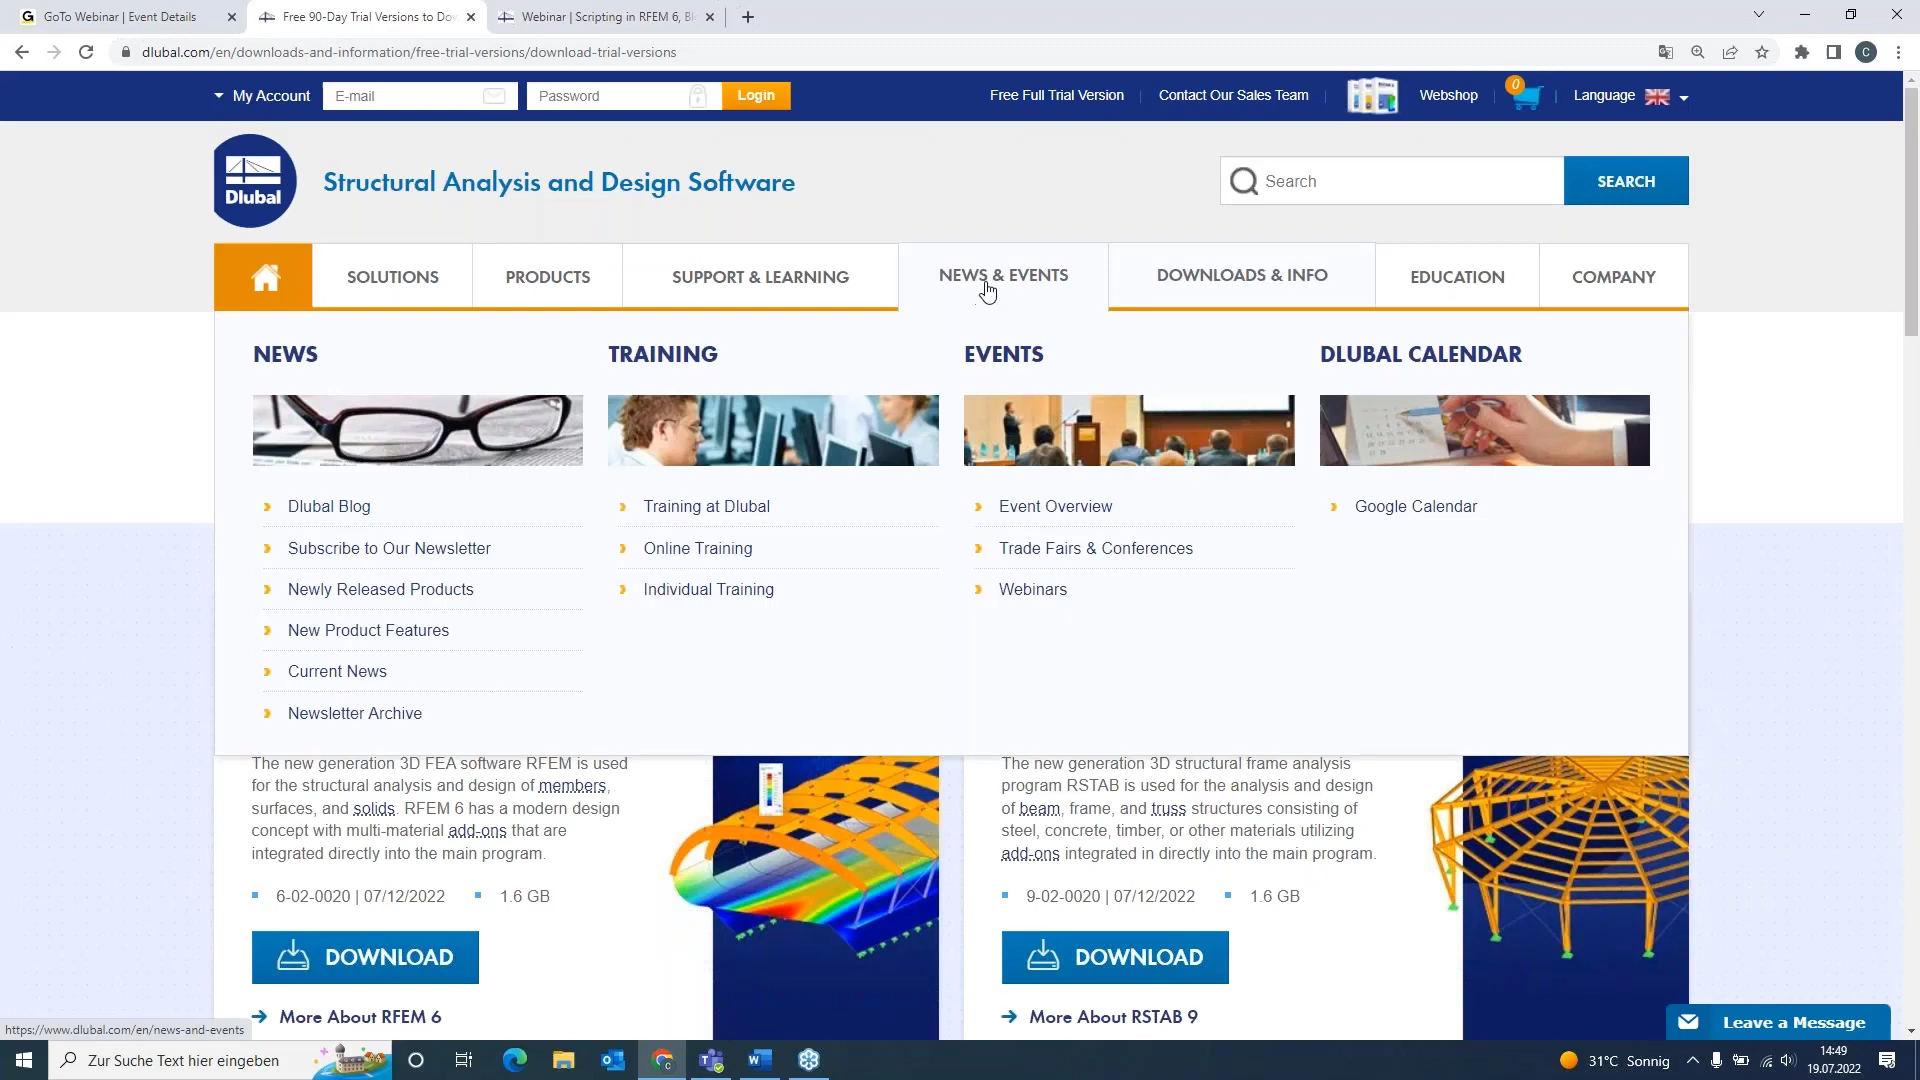 GoTo Webinar | Event Details
Free 90-Day Trial Versions to Dow
Webinar | Scripting in RFEM 6, B
dlubal.com/en/downloads-and-information/free-trial-versions/download-trial-versions
C
My Account
E-mail
Password
Login
Free Full Trial Version
Contact Our Sales Team
0
Webshop
Language
Dlubal
Structural Analysis and Design Software
Search
SEARCH
SOLUTIONS
PRODUCTS
SUPPORT & LEARNING
NEWS & EVENTS
DOWNLOADS & INFO
EDUCATION
COMPANY
NEWS
Dlubal Blog
Subscribe to Our Newsletter
Newly Released Products
New Product Features
Current News
Newsletter Archive
TRAINING
Training at Dlubal
Online Training
Individual Training
EVENTS
Event Overview
Trade Fairs & Conferences
Webinars
DLUBAL CALENDAR
Google Calendar
The new generation 3D FEA software RFEM is used
for the structural analysis and design of members,
surfaces, and solids. RFEM 6 has a modern design
concept with multi-material add-ons that are
integrated directly into the main program.
6-02-0020 | 07/12/2022
1.6 GB
DOWNLOAD
More About RFEM 6
The new generation 3D structural frame analysis
program RSTAB is used for the analysis and design
of beam, frame, and truss structures consisting of
steel, concrete, timber, or other materials utilizing
add-ons integrated in directly into the main program.
9-02-0020 | 07/12/2022
1.6 GB
DOWNLOAD
More About RSTAB 9
Leave a Message
https://www.dlubal.com/en/news-and-events
Zur Suche Text hier eingeben
31°C Sonnig
14:49
19.07.2022